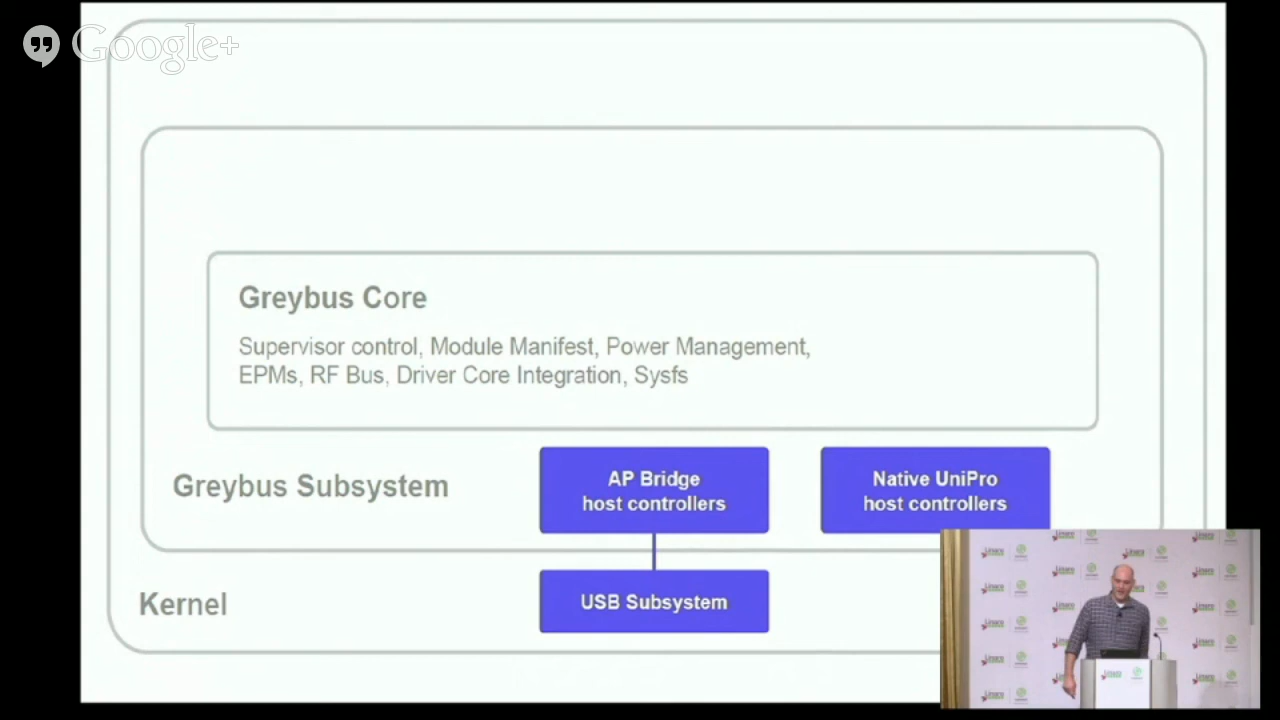 Google+
Greybus Core
Supervisor control, Module Manifest, Power Management,
EPMs, RF Bus, Driver Core Integration, Sysfs
Greybus Subsystem
AP Bridge
host controllers
Native UniPro
host controllers
Kernel
USB Subsystem